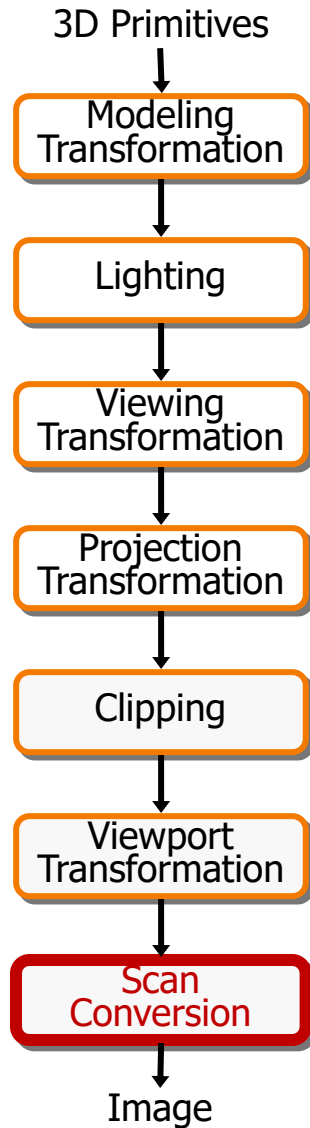 3D Primitives
Modeling
Transformation
Lighting
Viewing
Transformation
Projection
Transformation
Clipping
Viewport
Transformation
Scan
Conversion
Image